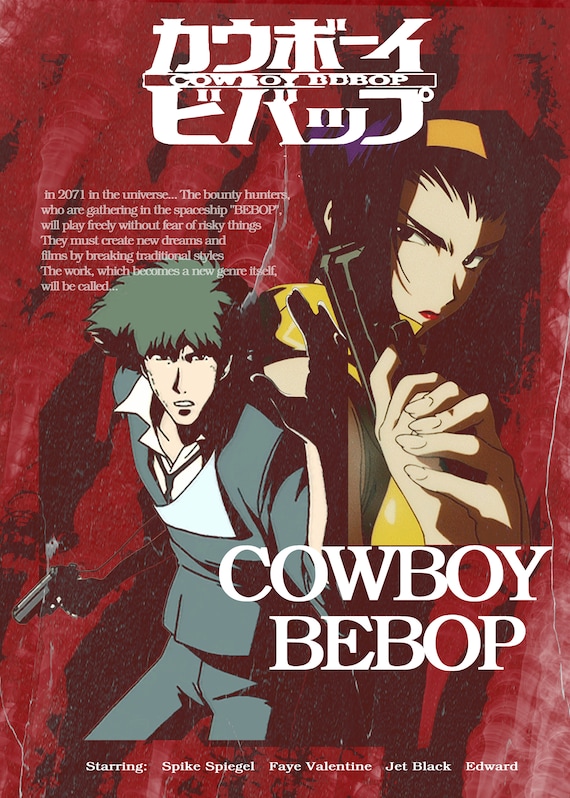 カウボーイ
COWBOY BEBOP
ビバップ
in 2071 in the universe... The bounty hunters,
who are gathering in the spaceship "BEBOP",
will play freely without fear of risky things
They must create new dreams and
films by breaking traditional styles
The work, which becomes a new genre itself,
will be called...
COWBOY
BEBOP
Starring: Spike Spiegel Faye Valentine Jet Black Edward